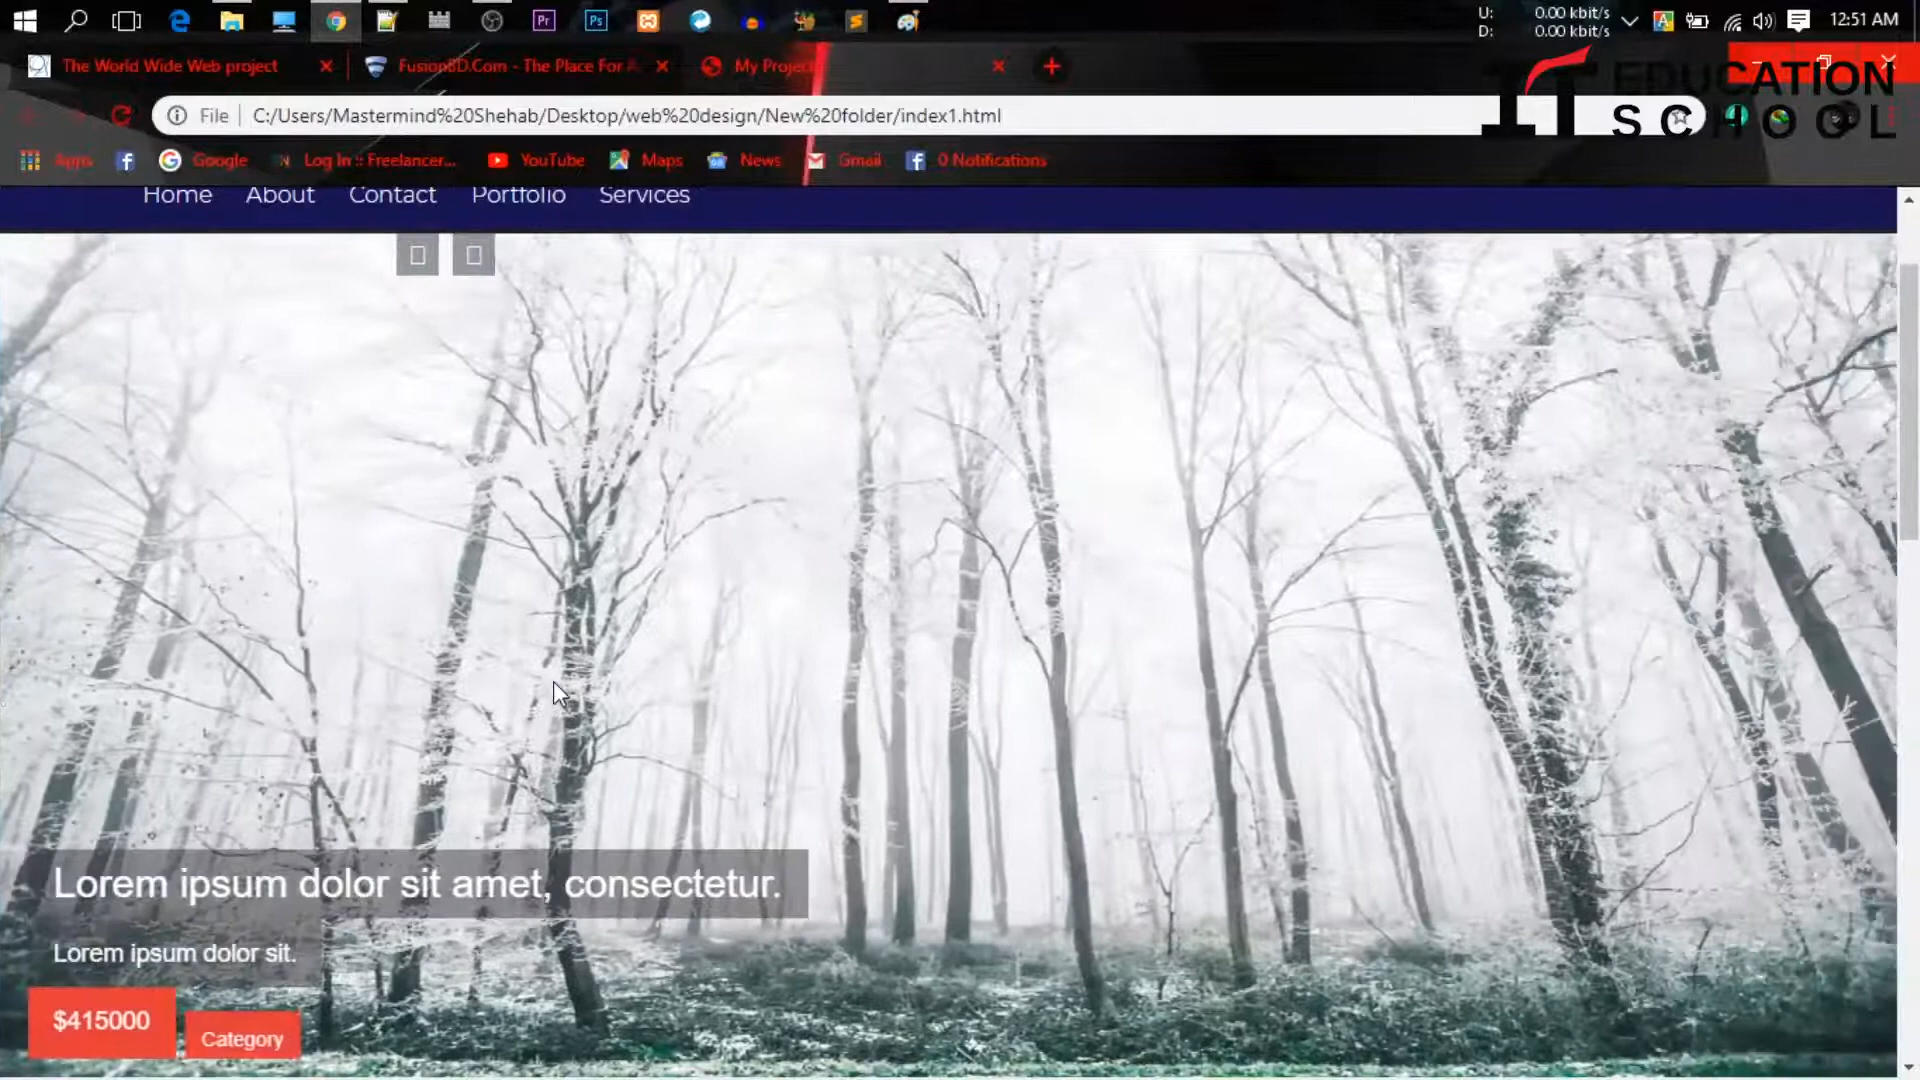 U: 0.00 kbit/s
D: 0.00 kbit/s
12:51 AM
The World Wide Web project
FusionBD.Com - The Place For
My Project
File
C:/Users/Mastermind%20Shehab/Desktop/web%20design/New%20folder/index1.html
IT EDUCATION
SCHOOL
Apps
Google
Log In :: Freelancer...
YouTube
Maps
News
Gmail
0 Notifications
Home
About
Contact
Portfolio
Services
Lorem ipsum dolor sit amet, consectetur.
Lorem ipsum dolor sit.
$415000
Category